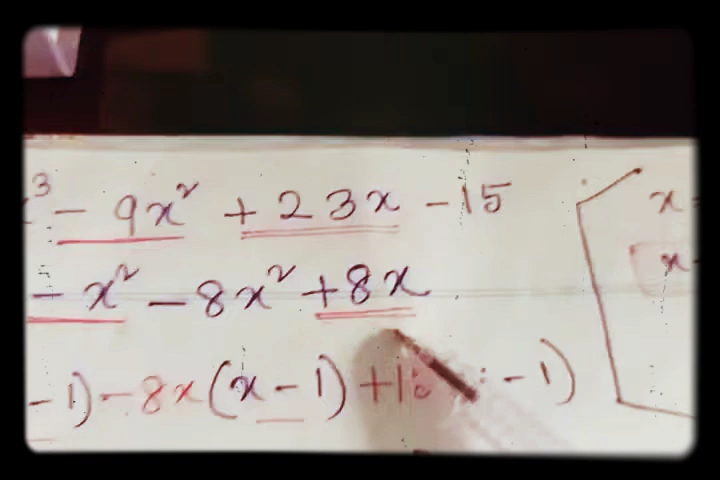 ³ - 9x² + 23x - 15
x =
- x² - 8x² + 8x
x -
- 1) - 8x (x - 1) + 1 - 1)